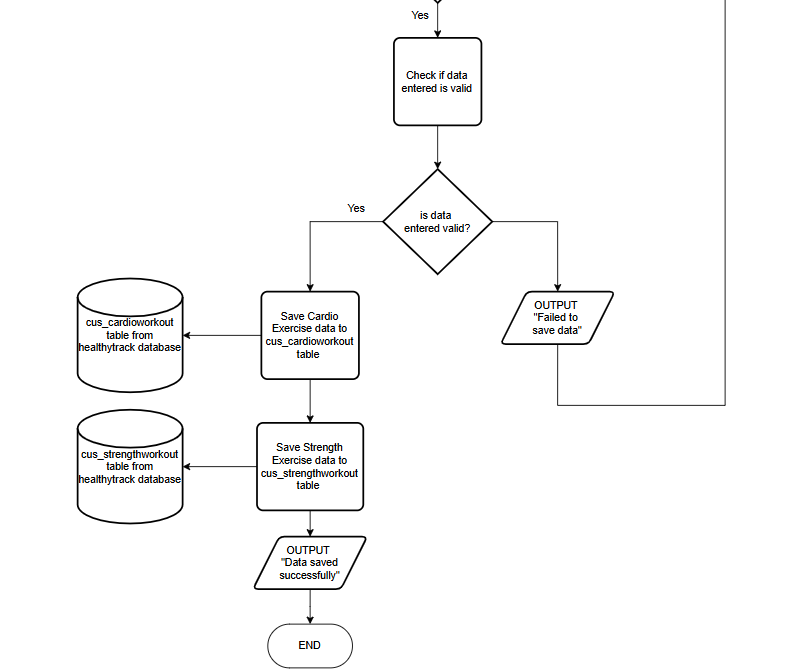 Yes
Check if data
entered is valid
Yes
is data
entered valid?
OUTPUT
"Failed to
save data"
Save Cardio
Exercise data to
cus_cardioworkout
table
cus_cardioworkout
table from
healthytrack database
Save Strength
Exercise data to
cus_strengthworkout
table
cus_strengthworkout
table from
healthytrack database
OUTPUT
"Data saved
successfully"
END